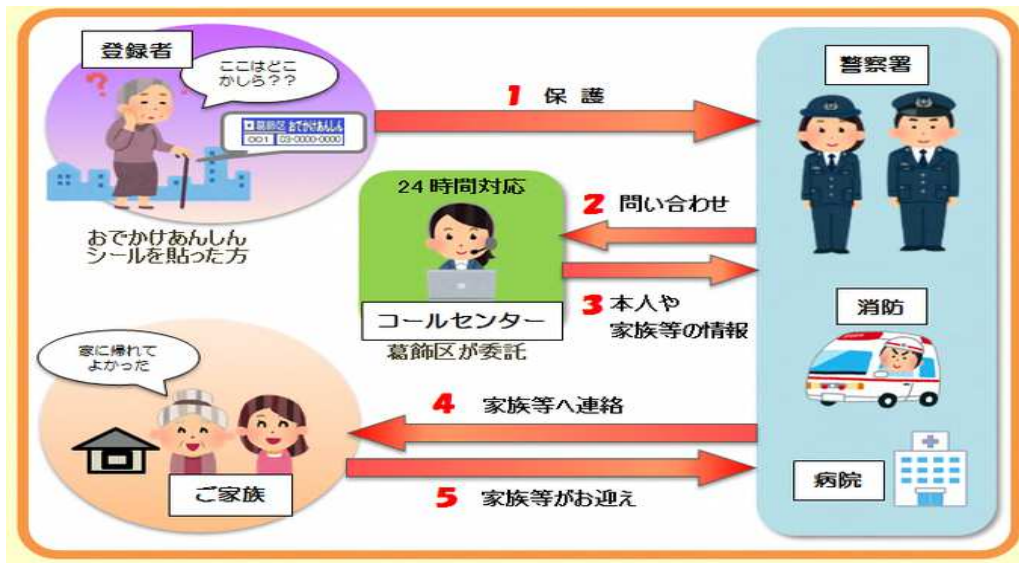 登録者
ここはどこ
かしら??
葛飾区 おでかけあんしん
001 03-0000-0000
おでかけあんしん
シールを貼った方
1 保 護
警察署
24時間対応
2 問い合わせ
コールセンター
葛飾区が委託
3 本人や
家族等の情報
消防
家に帰れて
よかった
4 家族等へ連絡
ご家族
5 家族等がお迎え
病院